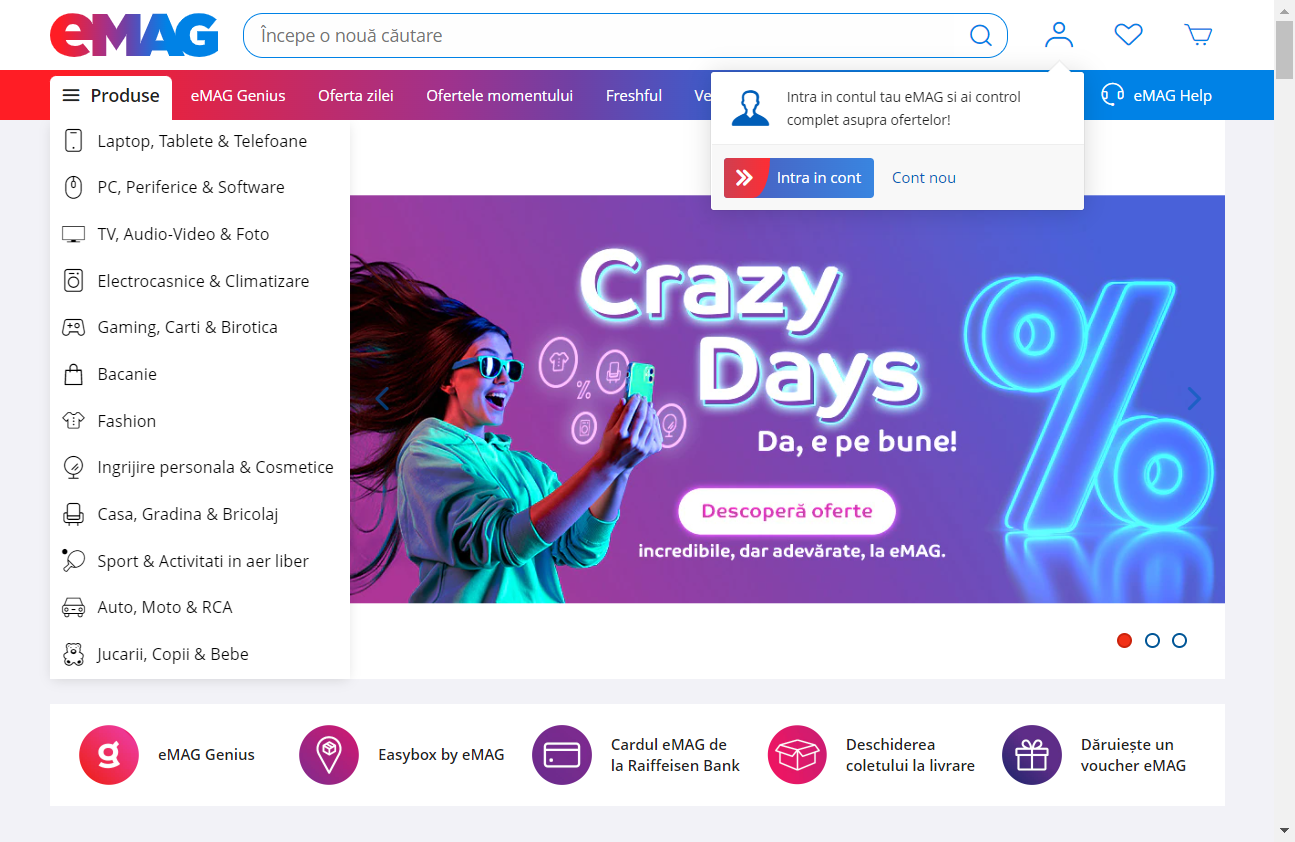 eMAG
Începe o nouă căutare
Produse
eMAG Genius
Oferta zilei
Ofertele momentului
Freshful
Ve
eMAG Help
Intra in contul tau eMAG si ai control
complet asupra ofertelor!
Intra in cont
Cont nou
Laptop, Tablete & Telefoane
PC, Periferice & Software
TV, Audio-Video & Foto
Electrocasnice & Climatizare
Gaming, Carti & Birotica
Bacanie
Fashion
Ingrijire personala & Cosmetice
Casa, Gradina & Bricolaj
Sport & Activitati in aer liber
Auto, Moto & RCA
Jucarii, Copii & Bebe
Crazy
Days
%
%
Da, e pe bune!
Descoperă oferte
incredibile, dar adevărate, la eMAG.
g
eMAG Genius
Easybox by eMAG
Cardul eMAG de
la Raiffeisen Bank
Deschiderea
coletului la livrare
Dăruiește un
voucher eMAG